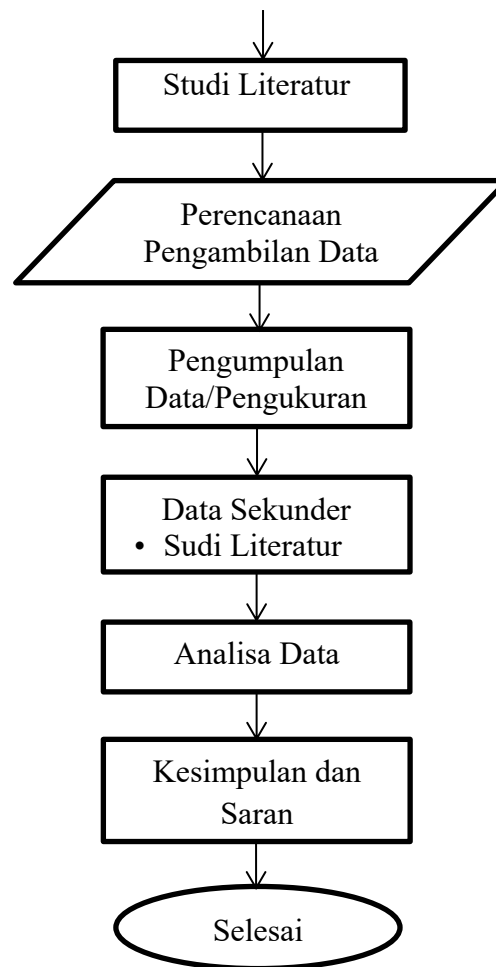 Studi Literatur
Perencanaan
Pengambilan Data
Pengumpulan
Data/Pengukuran
Data Sekunder
• Sudi Literatur
Analisa Data
Kesimpulan dan
Saran
Selesai